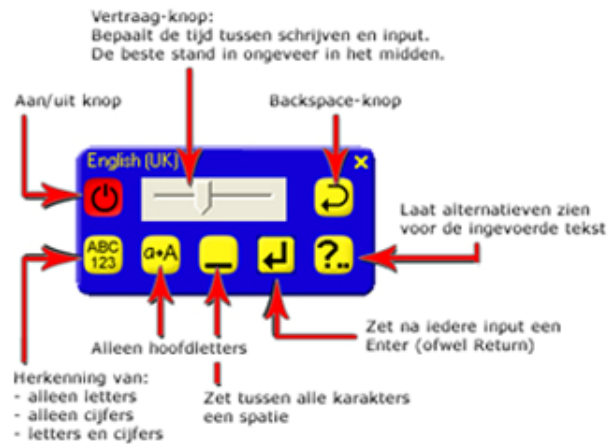 Vertraag-knop:
Bepaalt de tijd tussen schrijven en input.
De beste stand in ongeveer in het midden.
Aan/uit knop
Backspace-knop
English (UK)
×
Laat alternatieven zien
voor de ingevoerde tekst
ABC
123
a→A
?..
Alleen hoofdletters
Zet na iedere input een
Enter (ofwel Return)
Herkenning van:
- alleen letters
- alleen cijfers
- letters en cijfers
Zet tussen alle karakters
een spatie